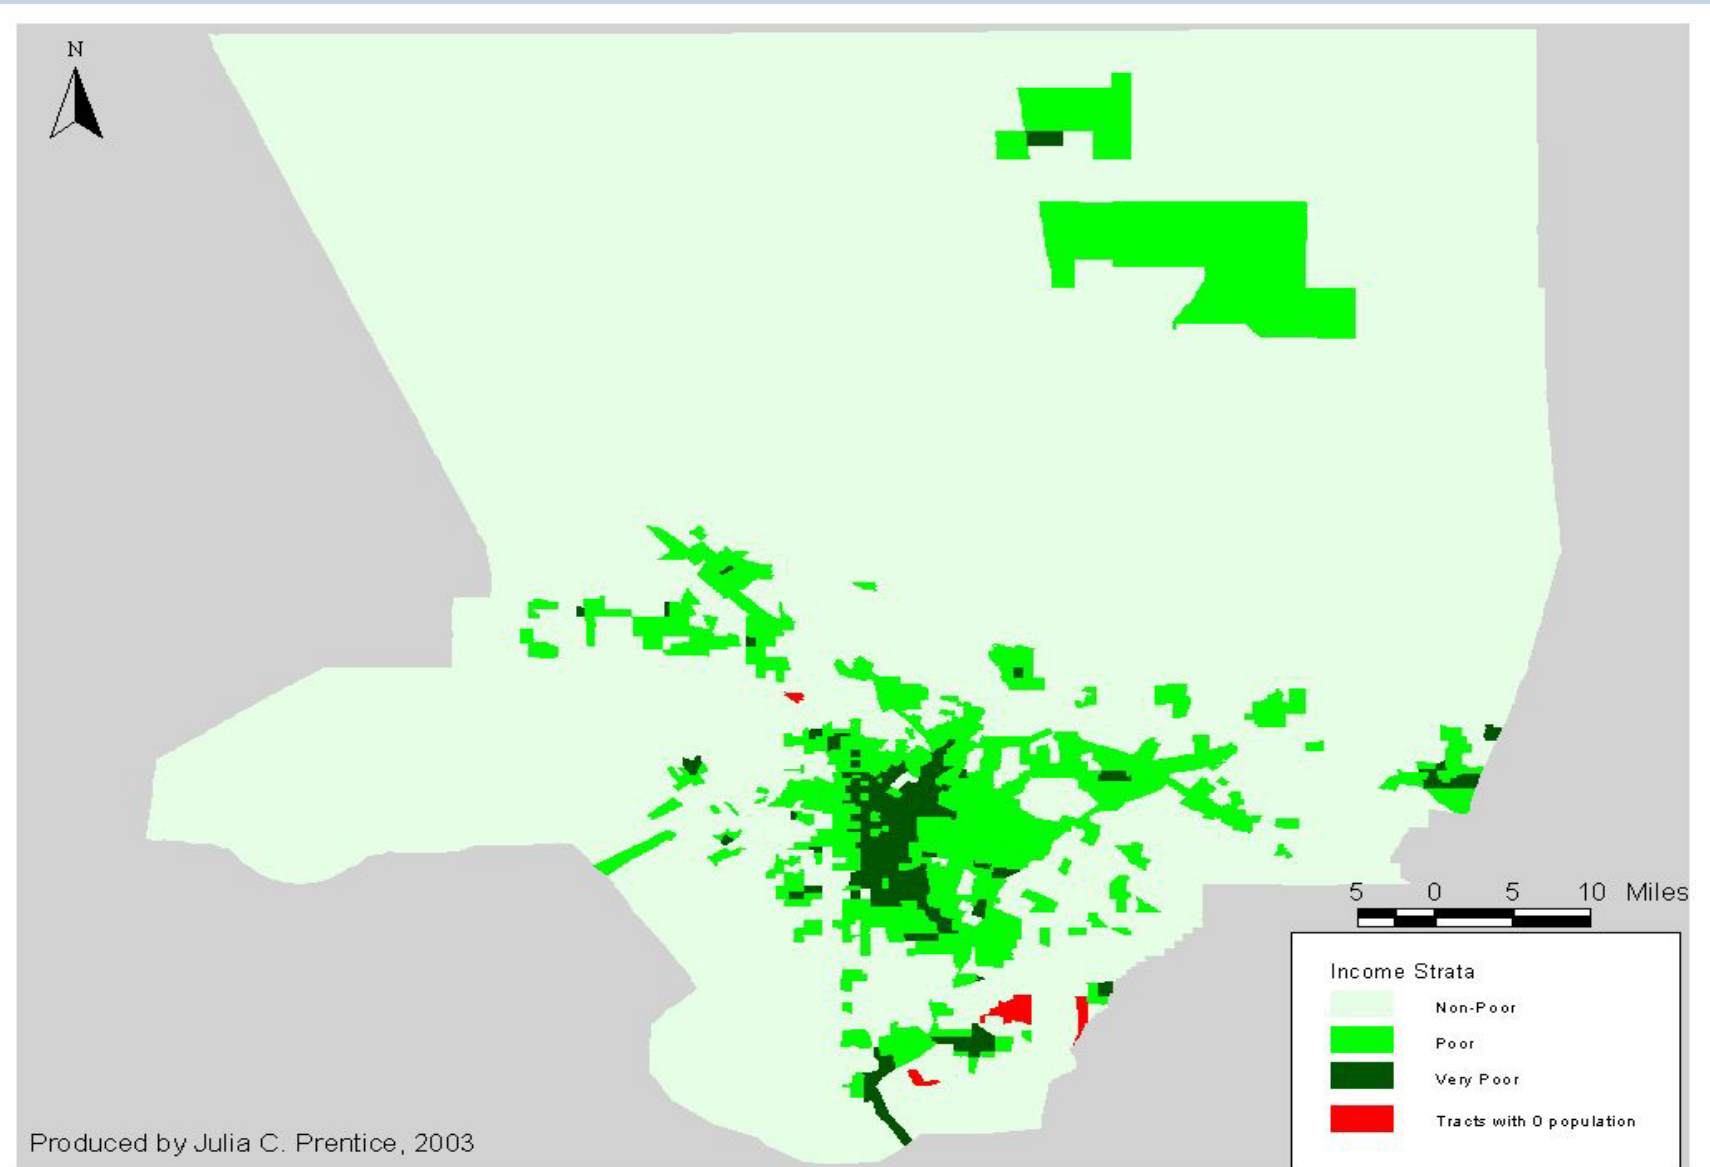 N
5 0 5 10 Miles
Income Strata
Non-Poor
Poor
Very Poor
Tracts with 0 population
Produced by Julia C. Prentice, 2003